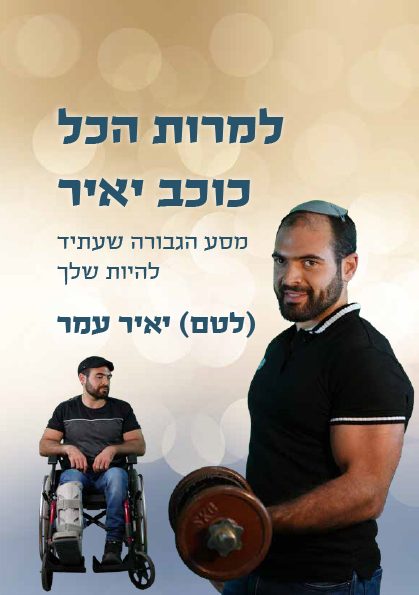 למרות הכל
כוכב יאיר
מסע הגבורה שעתיד
להיות שלך
(לטם) יאיר עמר